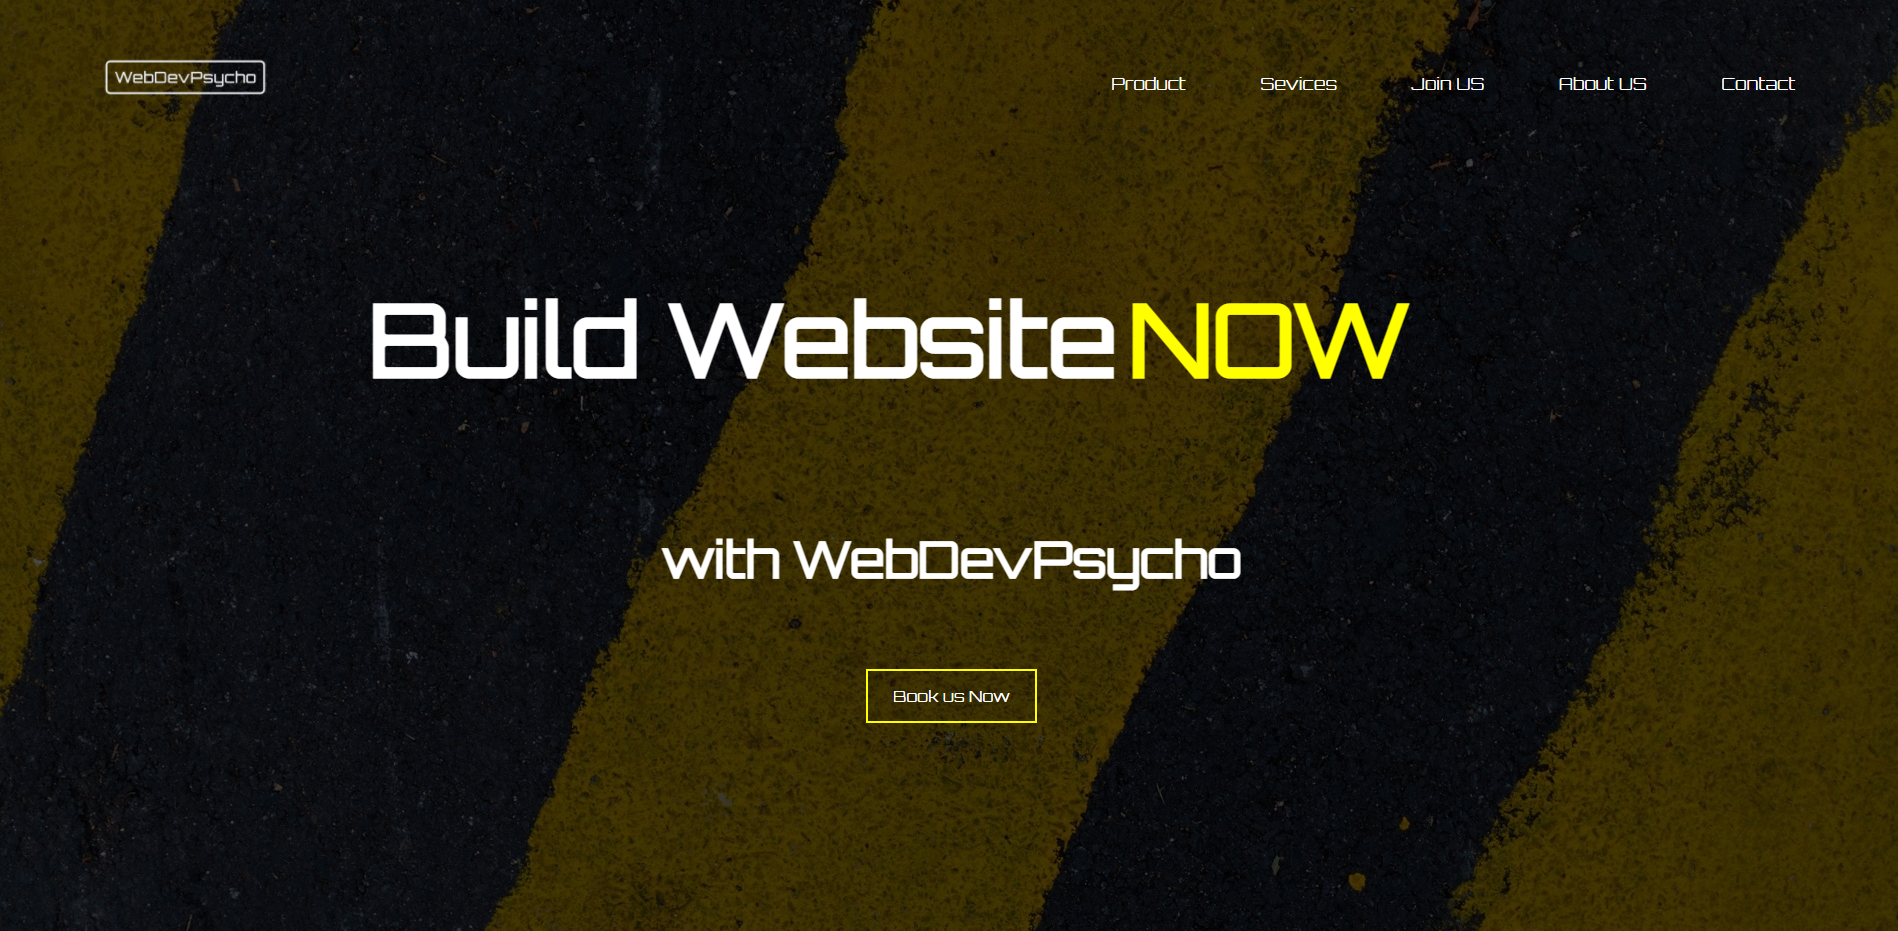 WebDevPsycho
Product Sevices Join US About US Contact
Build Website NOW
with WebDevPsycho
Book us Now